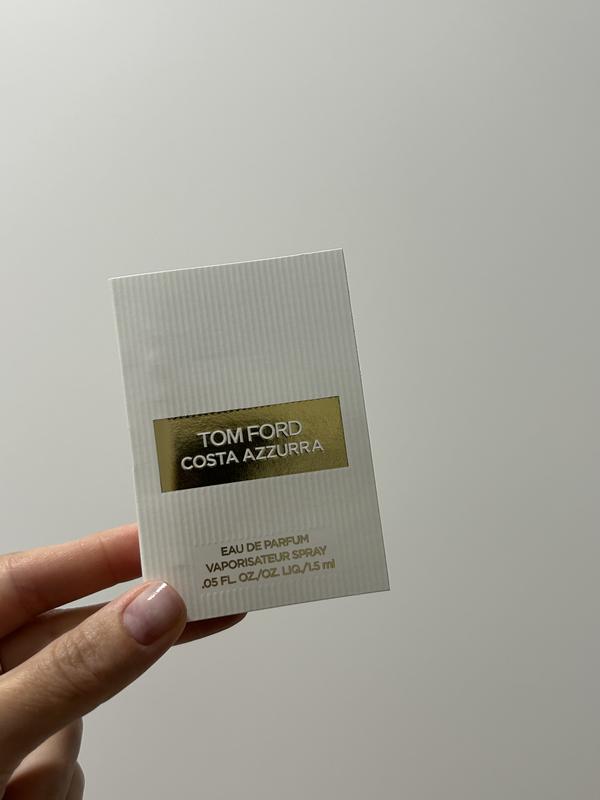 TOM FORD
COSTA AZZURRA
EAU DE PARFUM
VAPORISATEUR SPRAY
.05 FL. OZ./OZ. LIQ./1.5 ml